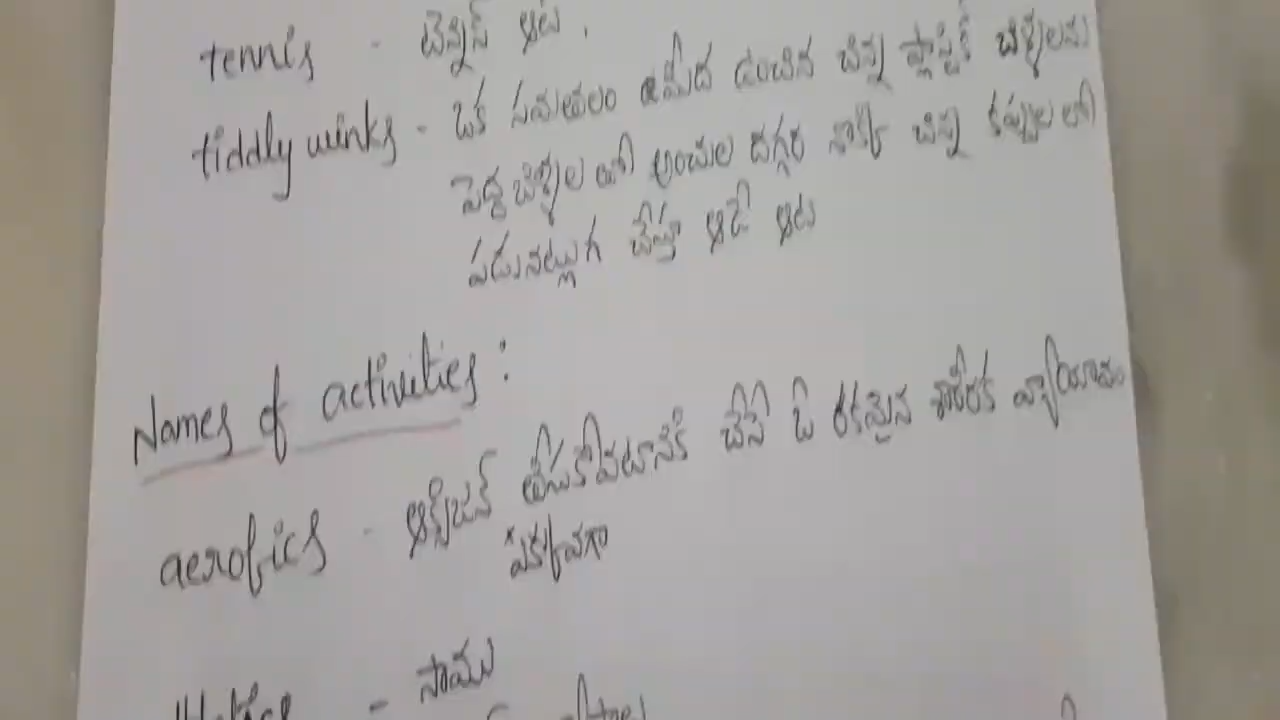 tennis - టెన్నిస్ ఆట.
tiddly winks - ఒక సమతలం మీద ఉంచిన చిన్న ప్లాస్టిక్ బిళ్ళలను
పెద్ద బిళ్ళల తో అంచుల దగ్గర నొక్కి చిన్న కప్పుల లో
పడునట్లుగ చేస్తూ ఆడే ఆట
Names of activities :
aerobics - ఆక్సిజన్ తీసుకోవటానికి చేసే ఓ రకమైన శారీరక వ్యాయామం
ఎక్కువగా
- సాము